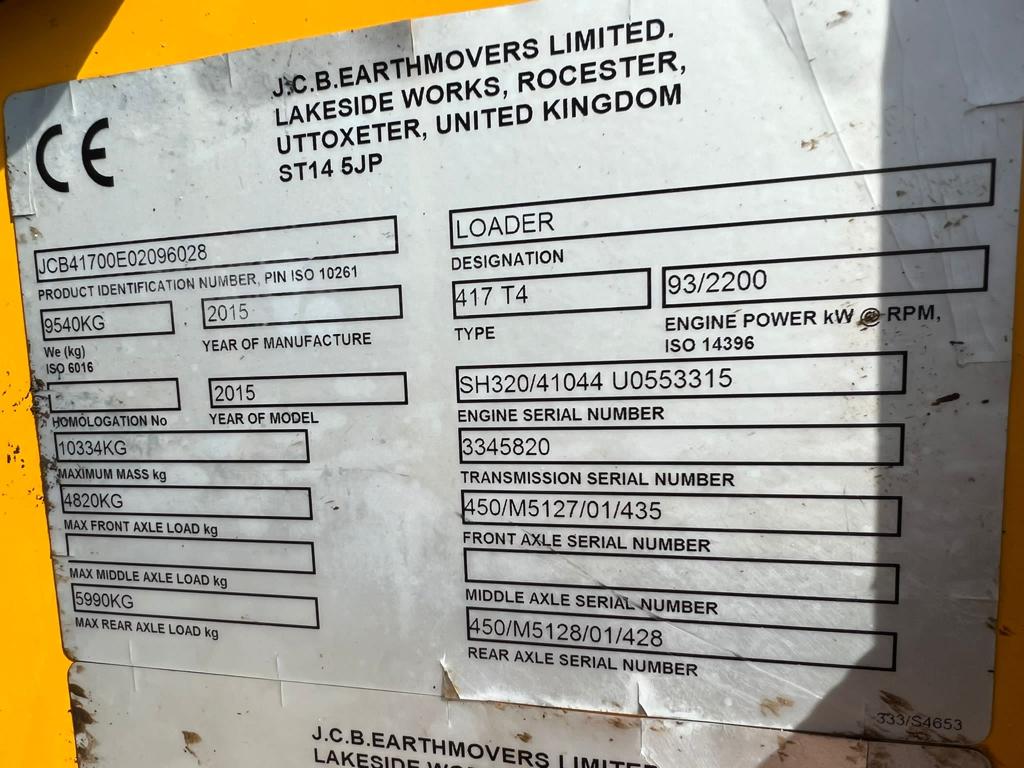 CE
J.C.B.EARTHMOVERS LIMITED.
LAKESIDE WORKS, ROCESTER,
UTTOXETER, UNITED KINGDOM
ST14 5JP
JCB41700E02096028
PRODUCT IDENTIFICATION NUMBER, PIN ISO 10261
9540KG
We (kg)
ISO 6016
2015
YEAR OF MANUFACTURE
HOMOLOGATION No
2015
YEAR OF MODEL
10334KG
MAXIMUM MASS kg
4820KG
MAX FRONT AXLE LOAD kg
MAX MIDDLE AXLE LOAD kg
5990KG
MAX REAR AXLE LOAD kg
LOADER
DESIGNATION
417 T4
TYPE
93/2200
ENGINE POWER kW @ RPM,
ISO 14396
SH320/41044 U0553315
ENGINE SERIAL NUMBER
3345820
TRANSMISSION SERIAL NUMBER
450/M5127/01/435
FRONT AXLE SERIAL NUMBER
MIDDLE AXLE SERIAL NUMBER
450/M5128/01/428
REAR AXLE SERIAL NUMBER
333/S4653
J.C.B.EARTHMOVERS LIMITED
LAKESIDE